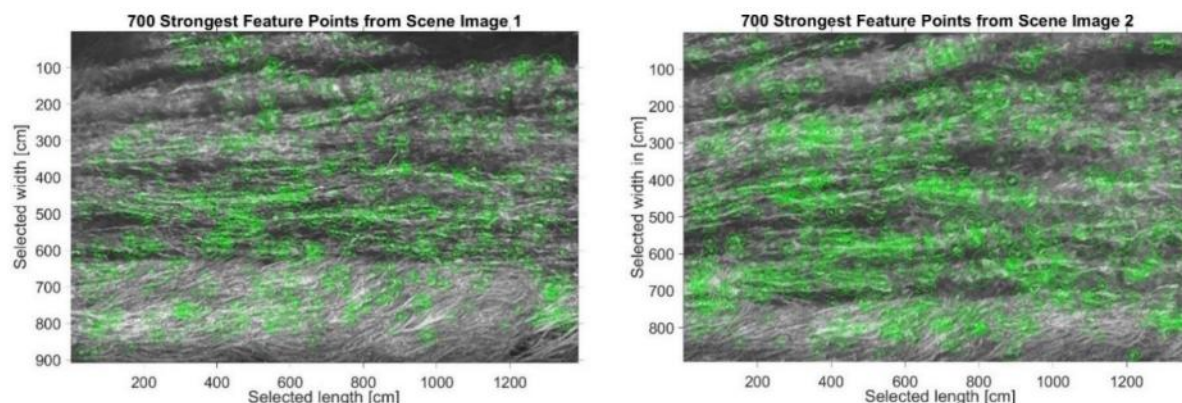 700 Strongest Feature Points from Scene Image 1
Selected width [cm]
100
200
300
400
500
600
700
800
900
200 400 600 800 1000 1200
Selected length [cm]
700 Strongest Feature Points from Scene Image 2
Selected width in [cm]
100
200
300
400
500
600
700
800
200 400 600 800 1000 1200
Selected length [cm]